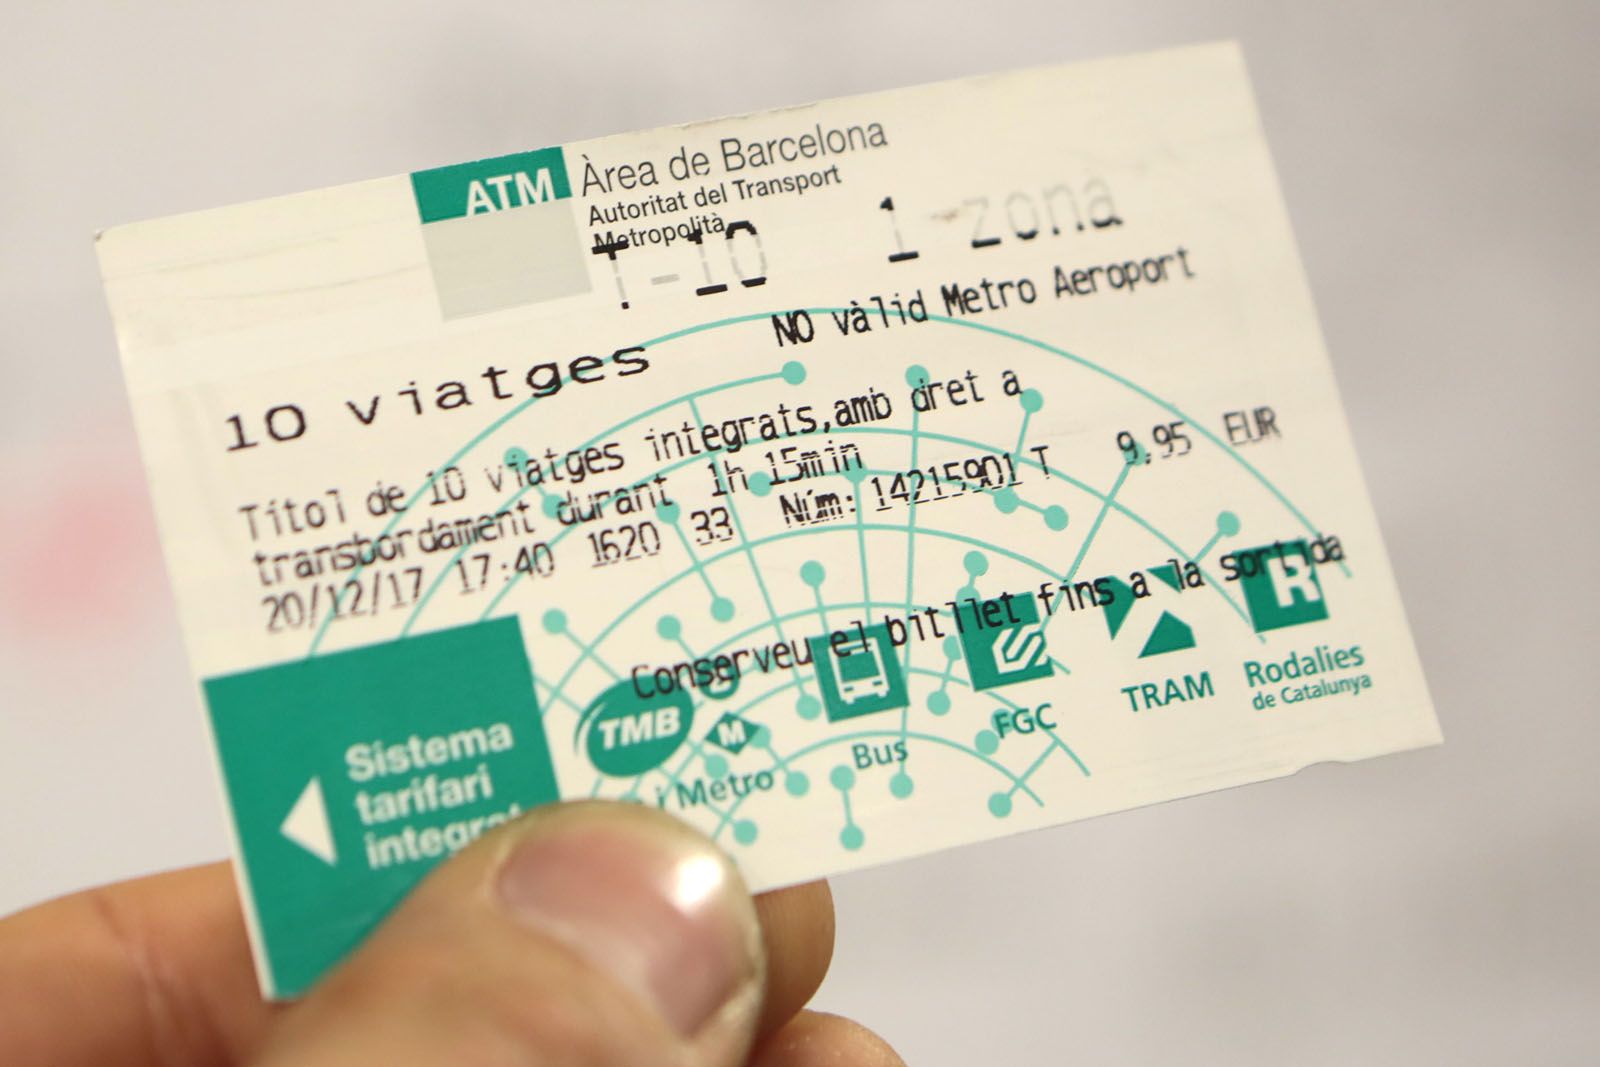 ATM
Àrea de Barcelona
Autoritat del Transport
Metropolità
T-10 1-zona
NO vàlid Metro Aeroport
10 viatges
Títol de 10 viatges integrats,amb dret a
transbordament durant 1h 15min
20/12/17 17:40 1620 33 Núm: 14215901 T 9,95 EUR
Conserveu el bitllet fins a la sortida
Sistema
tarifari
TMB
M
i Metro
Bus
FGC
TRAM
R
Rodalies
de Catalunya